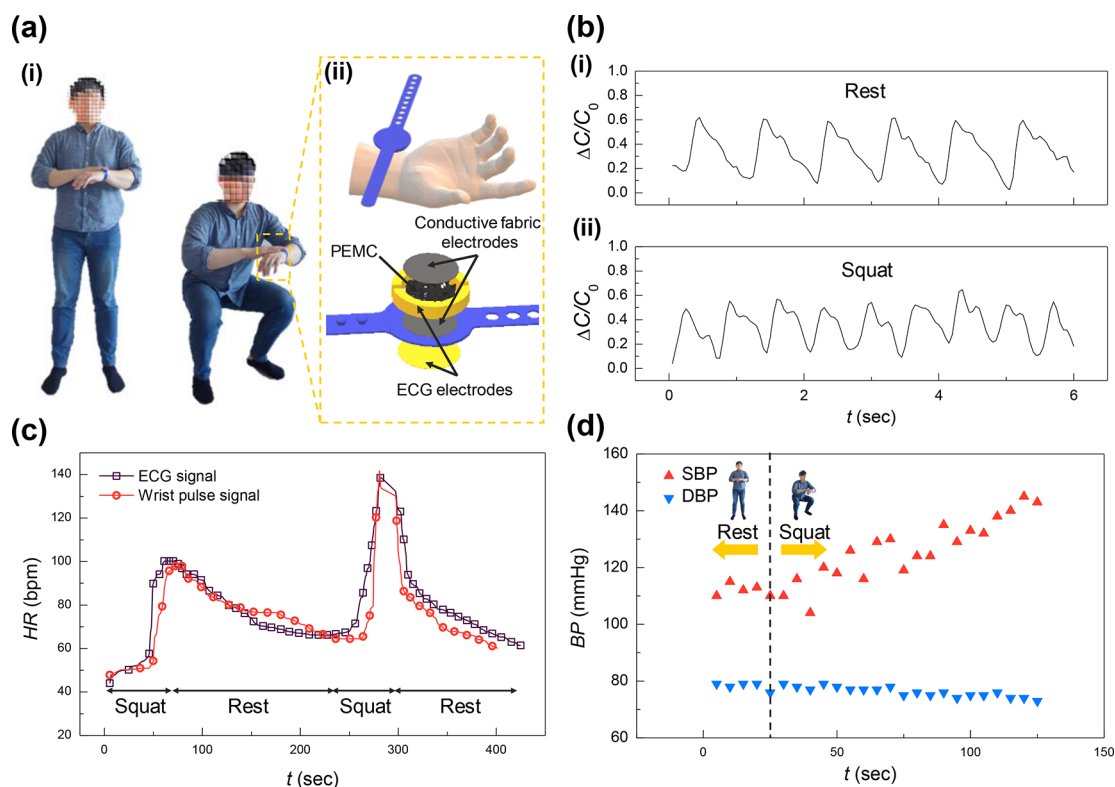 (a)
(i)
(ii)
Conductive fabric
electrodes
PEMC
ECG electrodes
(b)
(i)
Rest
ΔC/C₀
1.0
0.8
0.6
0.4
0.2
0.0
(ii)
Squat
ΔC/C₀
1.0
0.8
0.6
0.4
0.2
0.0
0 2 4 6
t (sec)
(c)
ECG signal
Wrist pulse signal
HR (bpm)
140
120
100
80
60
40
20
Squat Rest Squat Rest
0 100 200 300 400
t (sec)
(d)
SBP
DBP
Rest Squat
BP (mmHg)
160
140
120
100
80
60
0 50 100 150
t (sec)